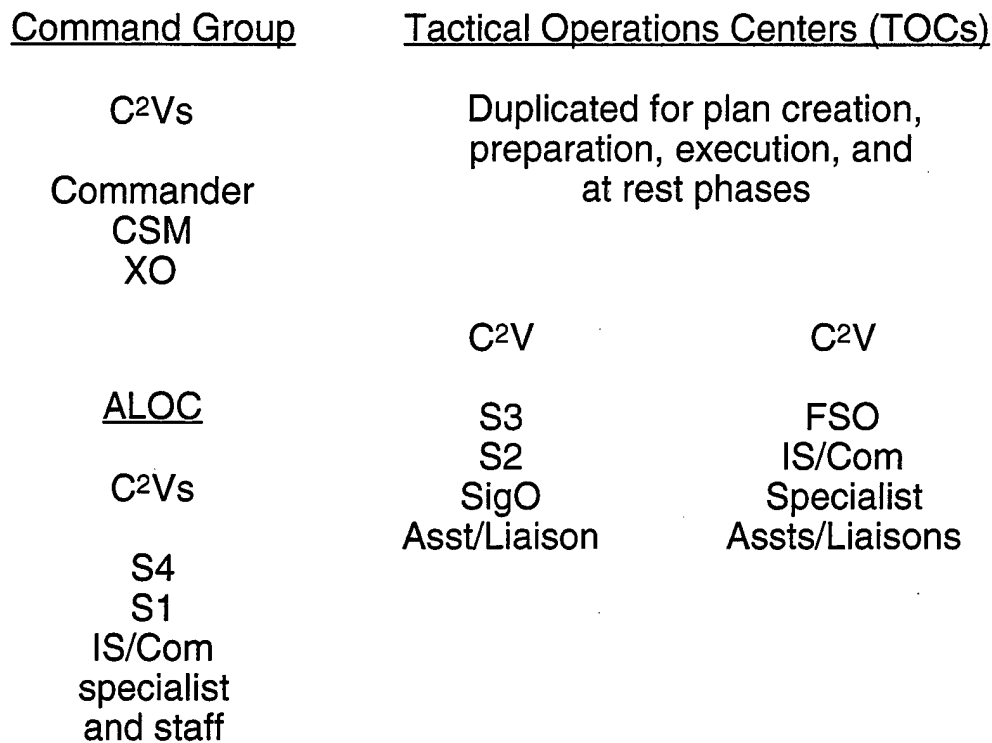 Command Group
C²Vs
Commander
CSM
XO
ALOC
C²Vs
S4
S1
IS/Com
specialist
and staff
Tactical Operations Centers (TOCs)
Duplicated for plan creation,
preparation, execution, and
at rest phases
C²V
S3
S2
SigO
Asst/Liaison
C²V
FSO
IS/Com
Specialist
Assts/Liaisons